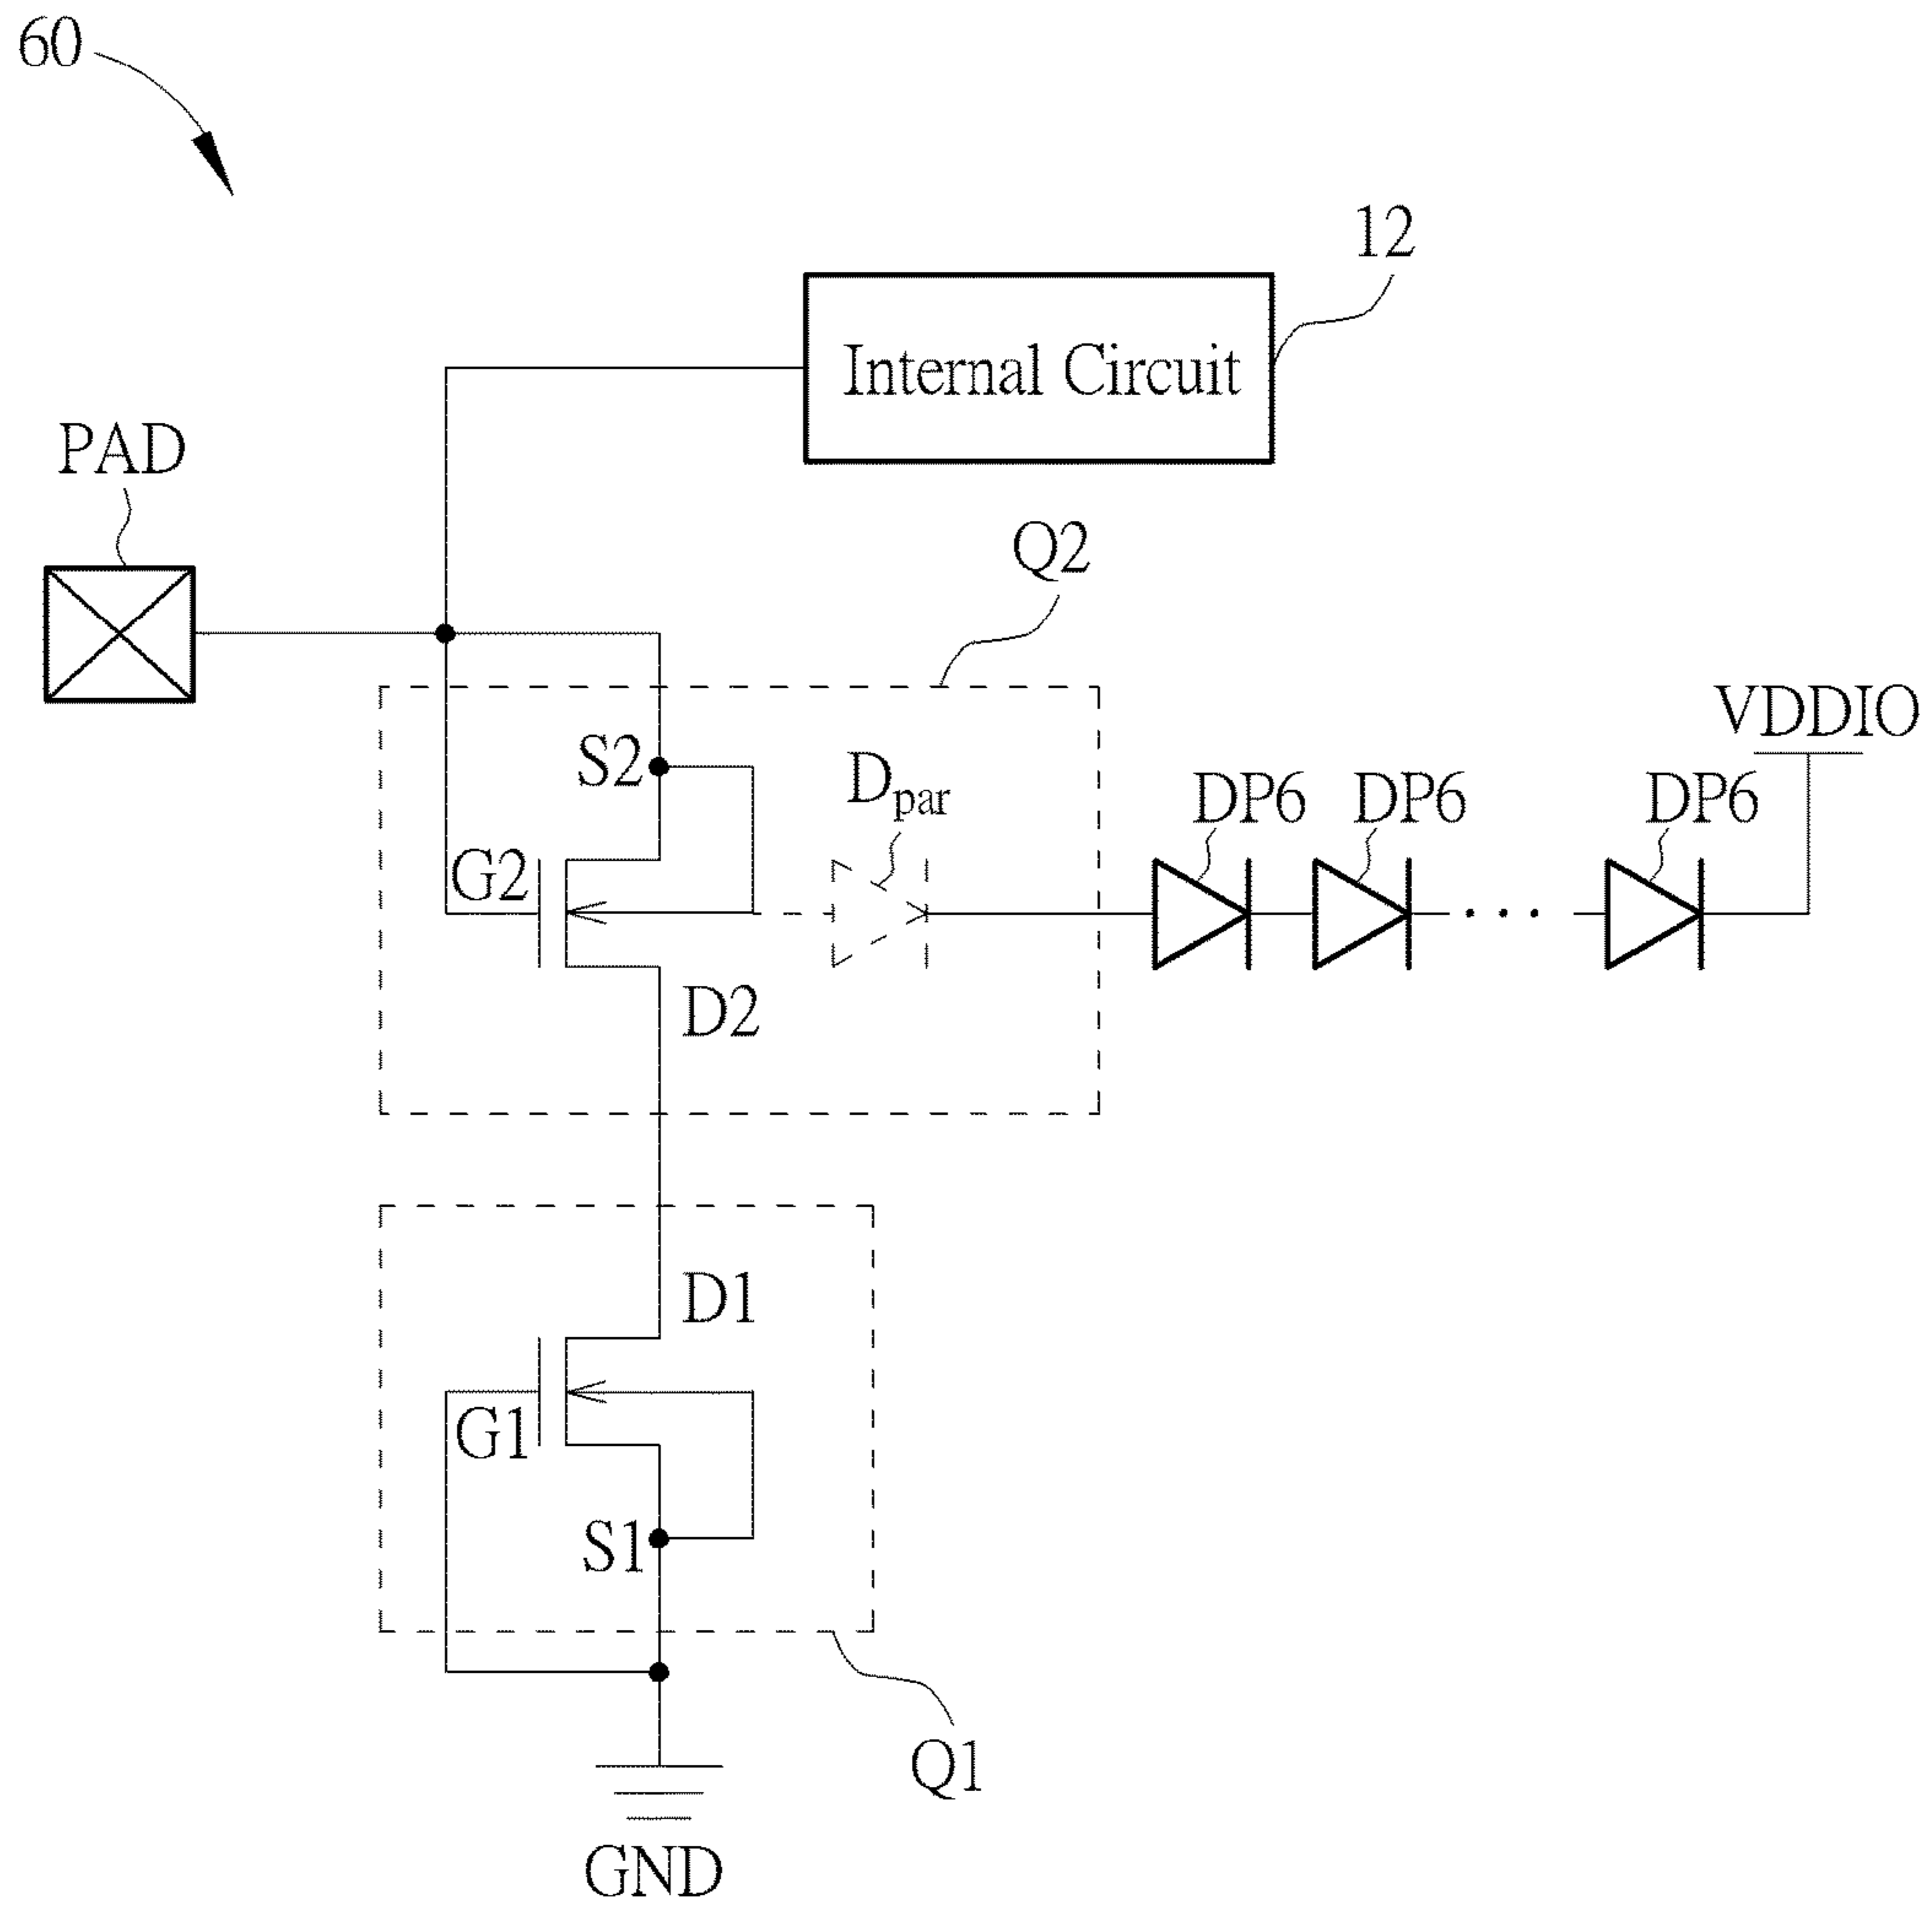 60
12
Internal Circuit
PAD
Q2
VDDIO
S2
Dpar
DP6
DP6
DP6
G2
D2
D1
G1
S1
Q1
GND